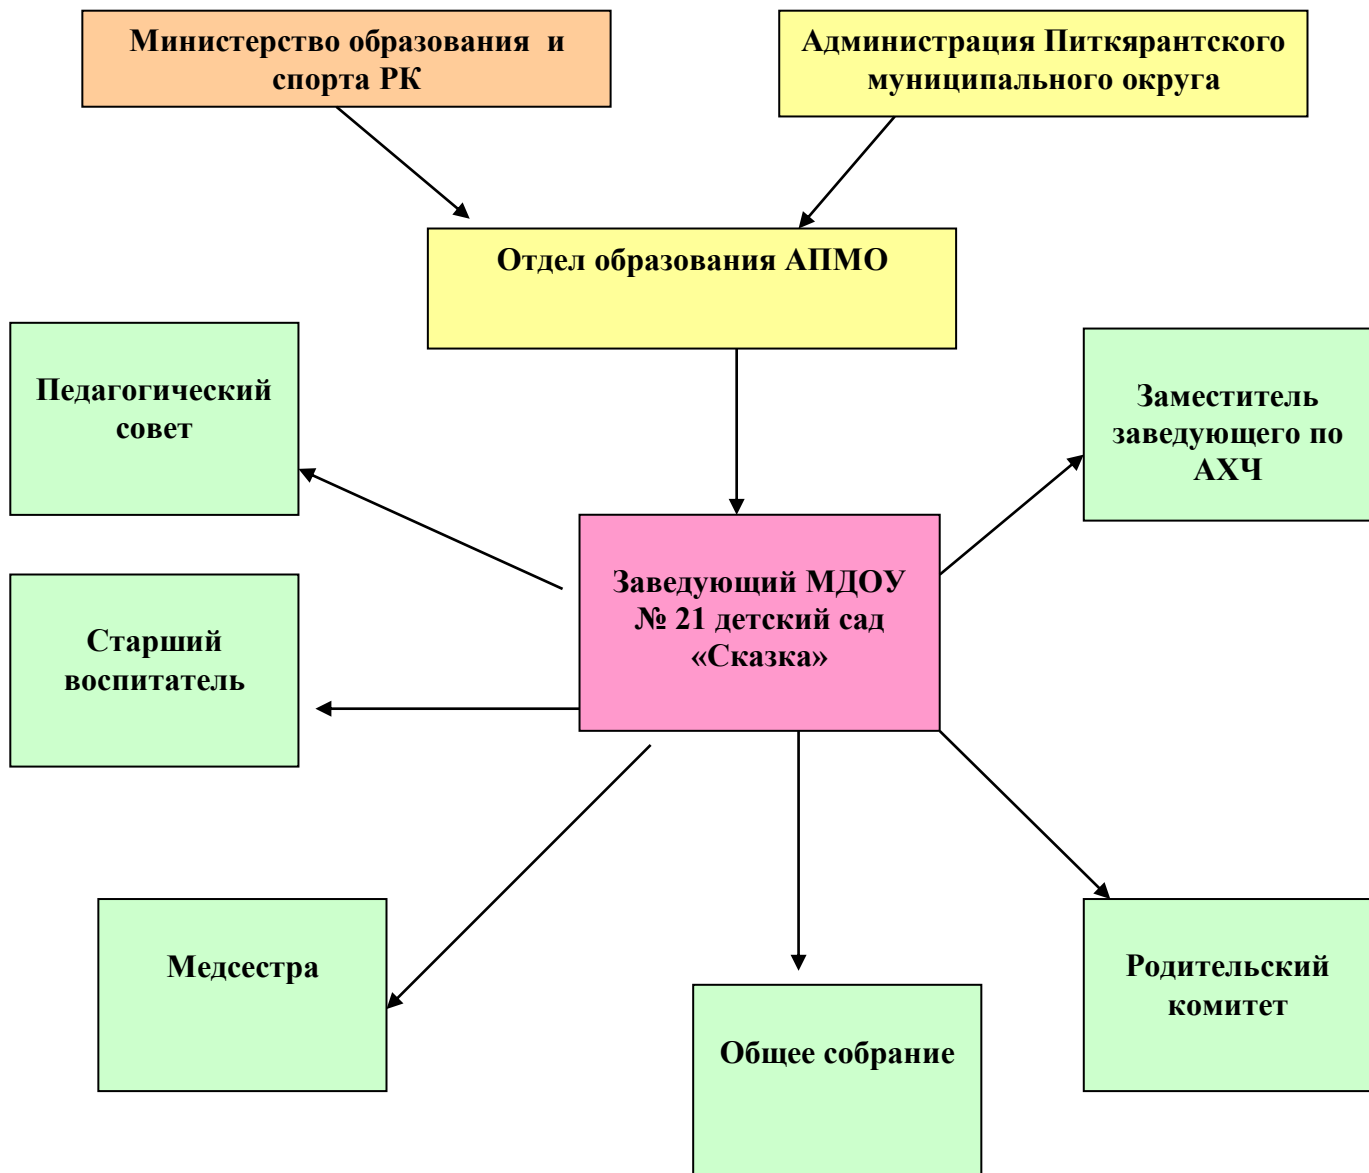 Министерство образования и
спорта РК
Администрация Питкярантского
муниципального округа
Отдел образования АПМО
Педагогический
совет
Заместитель
заведующего по
АХЧ
Заведующий МДОУ
№ 21 детский сад
«Сказка»
Старший
воспитатель
Медсестра
Общее собрание
Родительский
комитет